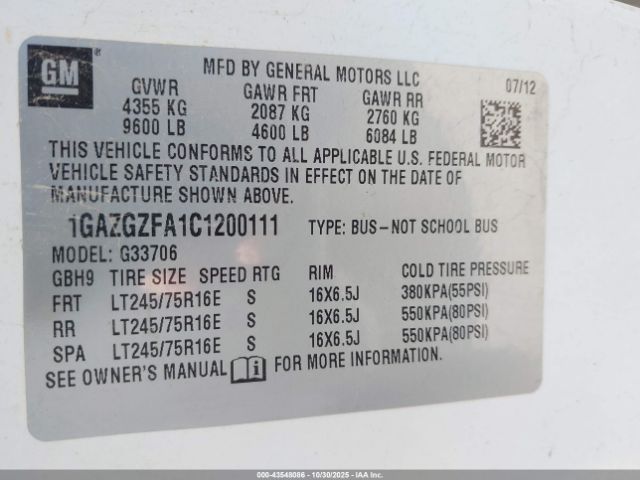 GM ®
MFD BY GENERAL MOTORS LLC 07/12
GVWR GAWR FRT GAWR RR
4355 KG 2087 KG 2760 KG
9600 LB 4600 LB 6084 LB
THIS VEHICLE CONFORMS TO ALL APPLICABLE U.S. FEDERAL MOTOR
VEHICLE SAFETY STANDARDS IN EFFECT ON THE DATE OF
MANUFACTURE SHOWN ABOVE.
1GAZGZFA1C1200111 TYPE: BUS–NOT SCHOOL BUS
MODEL: G33706
GBH9 TIRE SIZE SPEED RTG RIM COLD TIRE PRESSURE
FRT LT245/75R16E S 16X6.5J 380KPA(55PSI)
RR LT245/75R16E S 16X6.5J 550KPA(80PSI)
SPA LT245/75R16E S 16X6.5J 550KPA(80PSI)
SEE OWNER'S MANUAL i FOR MORE INFORMATION.
000-43548086 - 10/30/2025 - IAAI.COM